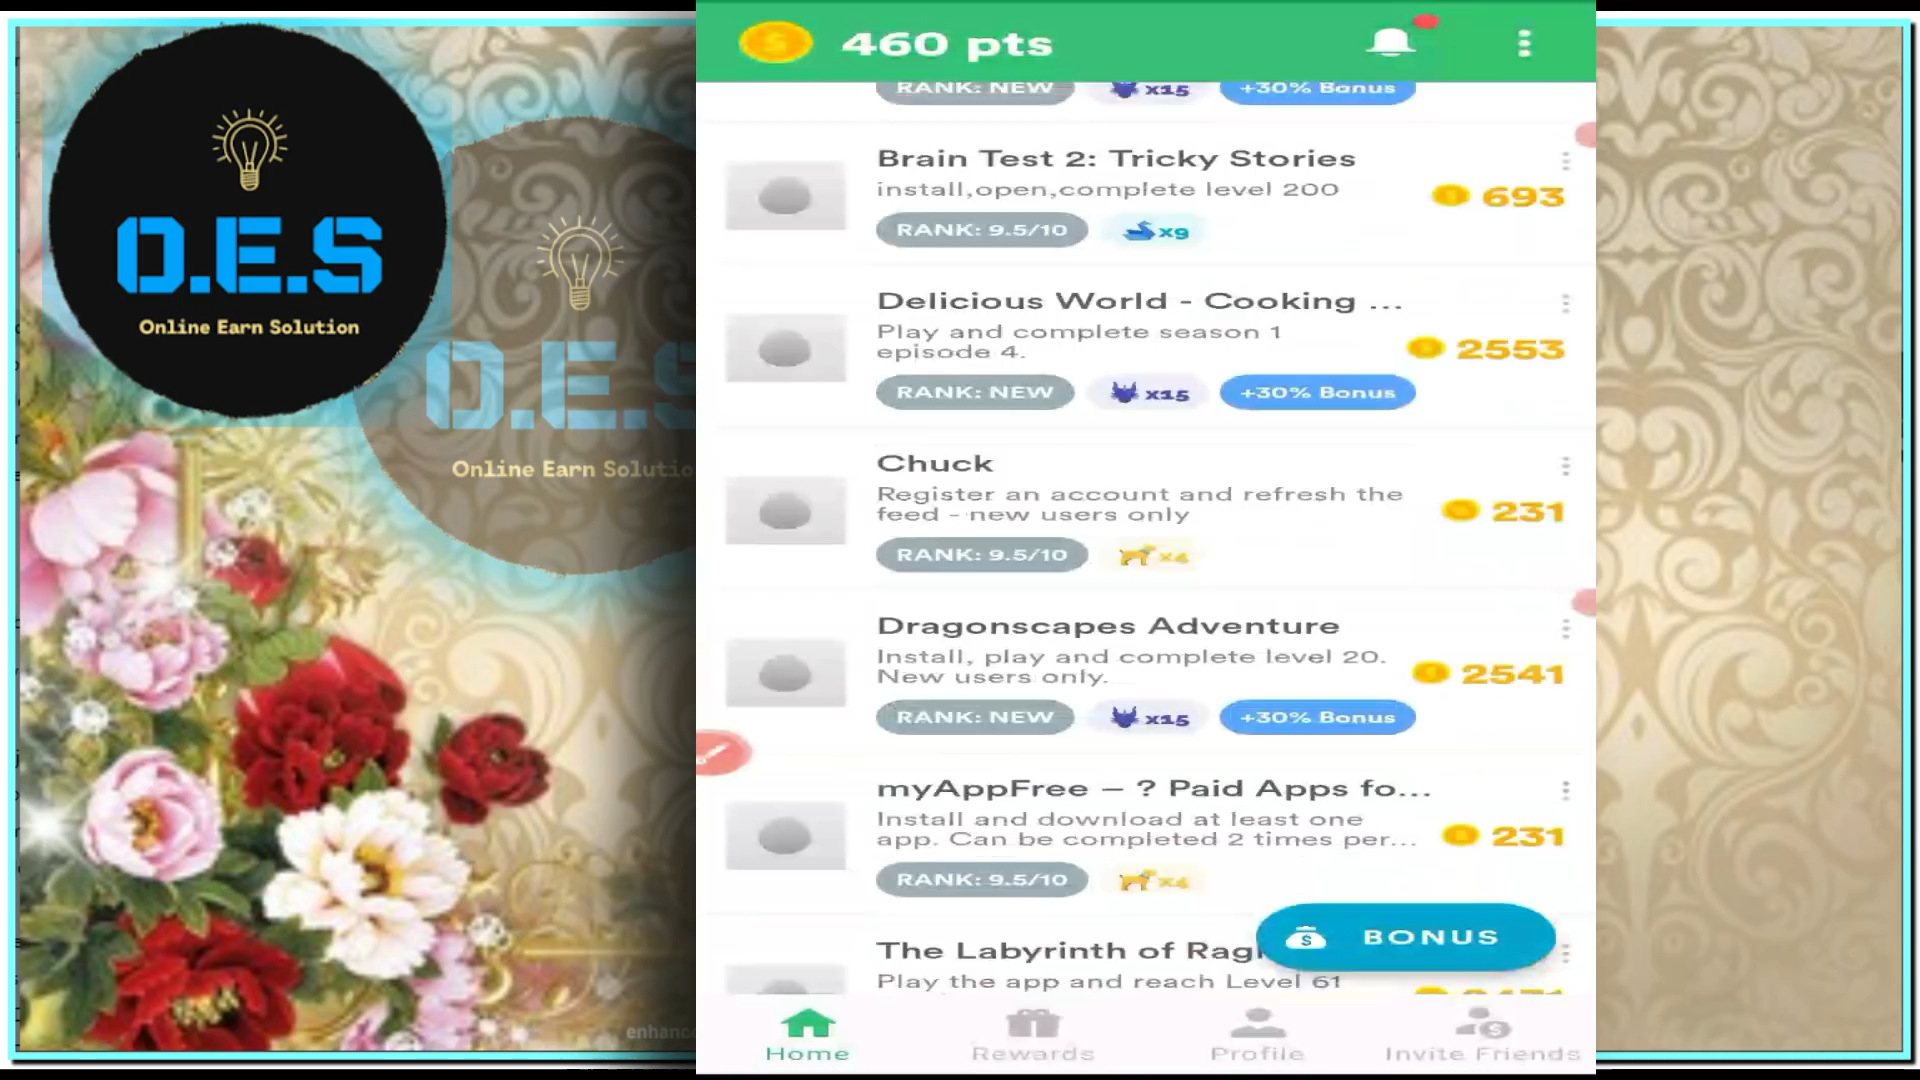 O.E.S
Online Earn Solution
O.E.S
Online Earn Solutio
enhanc
460 pts
RANK: NEW x15 +30% Bonus
Brain Test 2: Tricky Stories
install,open,complete level 200
693
RANK: 9.5/10 x9
Delicious World - Cooking ...
Play and complete season 1
episode 4.
2553
RANK: NEW x15 +30% Bonus
Chuck
Register an account and refresh the
feed - new users only
231
RANK: 9.5/10 x4
Dragonscapes Adventure
Install, play and complete level 20.
New users only.
2541
RANK: NEW x15 +30% Bonus
myAppFree – ? Paid Apps fo...
Install and download at least one
app. Can be completed 2 times per...
231
RANK: 9.5/10 x4
The Labyrinth of Rag
Play the app and reach Level 61
BONUS
Home Rewards Profile Invite Friends